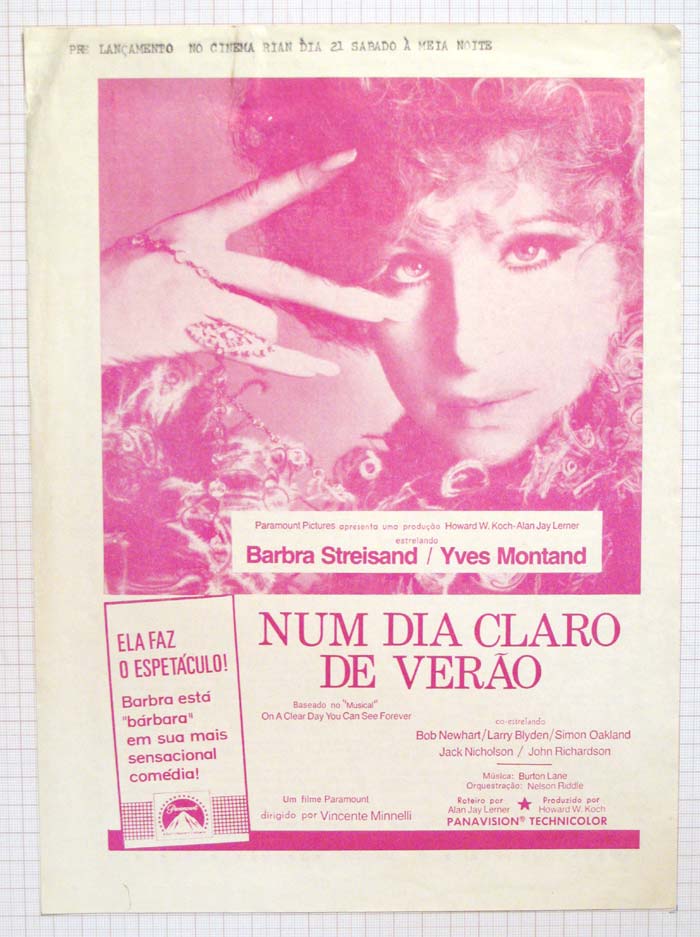 PRE LANÇAMENTO NO CINEMA RIAN DIA 21 SABADO À MEIA NOITE
Paramount Pictures apresenta uma produção Howard W. Koch-Alan Jay Lerner
estrelando
Barbra Streisand / Yves Montand
ELA FAZ
O ESPETÁCULO!
Barbra está
"bárbara"
em sua mais
sensacional
comédia!
Paramount
NUM DIA CLARO
DE VERÃO
Baseado no "Musical"
On A Clear Day You Can See Forever
co-estrelando
Bob Newhart/Larry Blyden/Simon Oakland
Jack Nicholson / John Richardson
Música: Burton Lane
Orquestração: Nelson Riddle
Um filme Paramount
dirigido por Vincente Minnelli
Roteiro por
Alan Jay Lerner
Produzido por
Howard W. Koch
PANAVISION® TECHNICOLOR